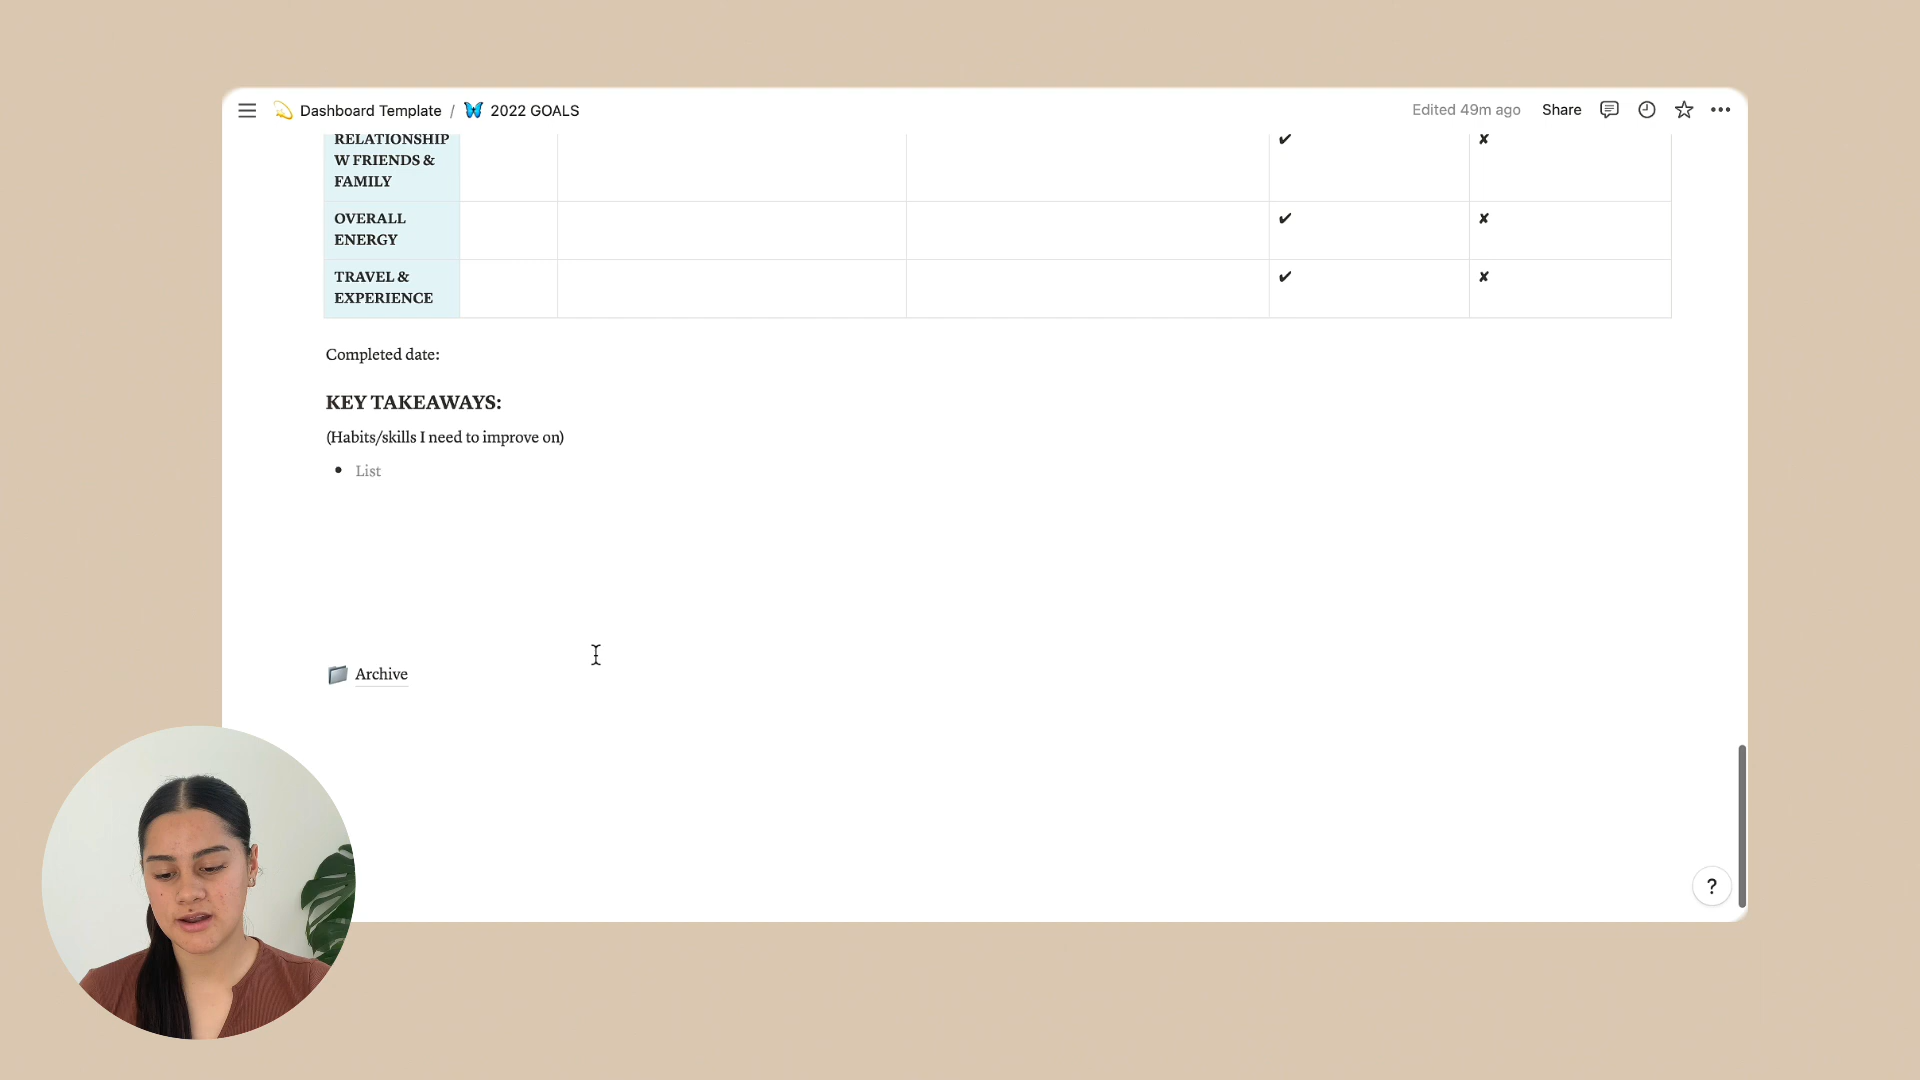 Dashboard Template / 2022 GOALS
Edited 49m ago Share
RELATIONSHIP
W FRIENDS &
FAMILY
✔ ✘
OVERALL
ENERGY
✔ ✘
TRAVEL &
EXPERIENCE
✔ ✘
Completed date:
KEY TAKEAWAYS:
(Habits/skills I need to improve on)
• List
Archive
?